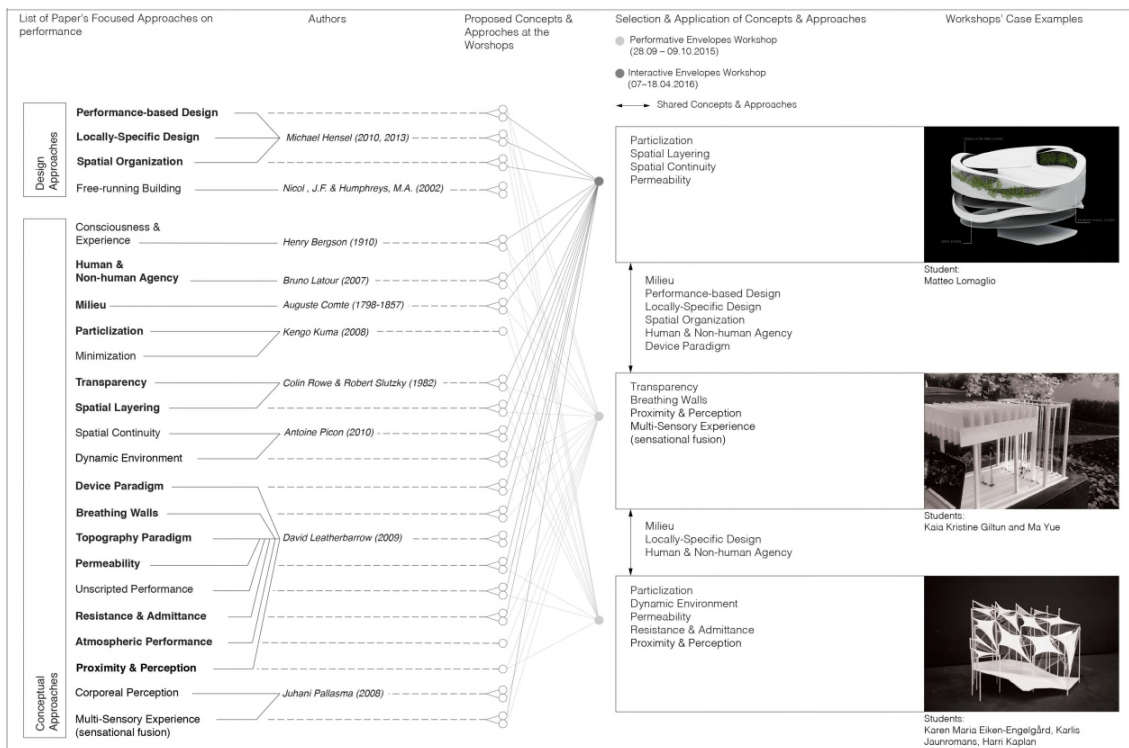 List of Paper's Focused Approaches on
performance
Authors
Proposed Concepts &
Approches at the
Worshops
Selection & Application of Concepts & Approaches
Workshops' Case Examples
Performative Envelopes Workshop
(28.09 – 09.10.2015)
Interactive Envelopes Workshop
(07–18.04.2016)
Shared Concepts & Approaches
Design
Approaches
Performance-based Design
Locally-Specific Design
Michael Hensel (2010, 2013)
Spatial Organization
Free-running Building
Nicol , J.F. & Humphreys, M.A. (2002)
Conceptual
Approaches
Consciousness &
Experience
Henry Bergson (1910)
Human &
Non-human Agency
Bruno Latour (2007)
Milieu
Auguste Comte (1798-1857)
Particlization
Kengo Kuma (2008)
Minimization
Transparency
Colin Rowe & Robert Slutzky (1982)
Spatial Layering
Spatial Continuity
Antoine Picon (2010)
Dynamic Environment
Device Paradigm
Breathing Walls
Topography Paradigm
David Leatherbarrow (2009)
Permeability
Unscripted Performance
Resistance & Admittance
Atmospheric Performance
Proximity & Perception
Corporeal Perception
Juhani Pallasma (2008)
Multi-Sensory Experience
(sensational fusion)
Particlization
Spatial Layering
Spatial Continuity
Permeability
Student:
Matteo Lomaglio
Milieu
Performance-based Design
Locally-Specific Design
Spatial Organization
Human & Non-human Agency
Device Paradigm
Transparency
Breathing Walls
Proximity & Perception
Multi-Sensory Experience
(sensational fusion)
Students:
Kaia Kristine Giltun and Ma Yue
Milieu
Locally-Specific Design
Human & Non-human Agency
Particlization
Dynamic Environment
Permeability
Resistance & Admittance
Proximity & Perception
Students:
Karen Maria Eiken-Engelgård, Karlis
Jaunromans, Harri Kaplan